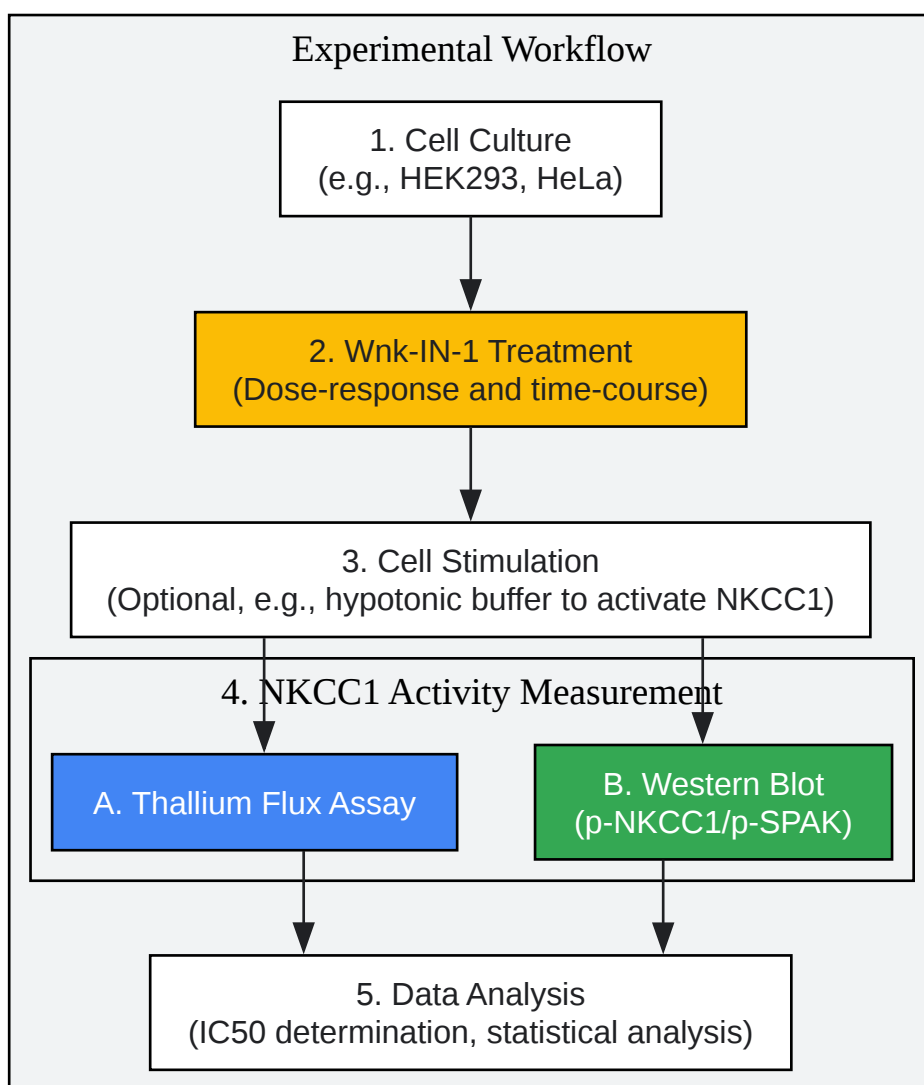 Experimental Workflow
1. Cell Culture
(e.g., HEK293, HeLa)
2. Wnk-IN-1 Treatment
(Dose-response and time-course)
3. Cell Stimulation
(Optional, e.g., hypotonic buffer to activate NKCC1)
4. NKCC1 Activity Measurement
A. Thallium Flux Assay
B. Western Blot
(p-NKCC1/p-SPAK)
5. Data Analysis
(IC50 determination, statistical analysis)